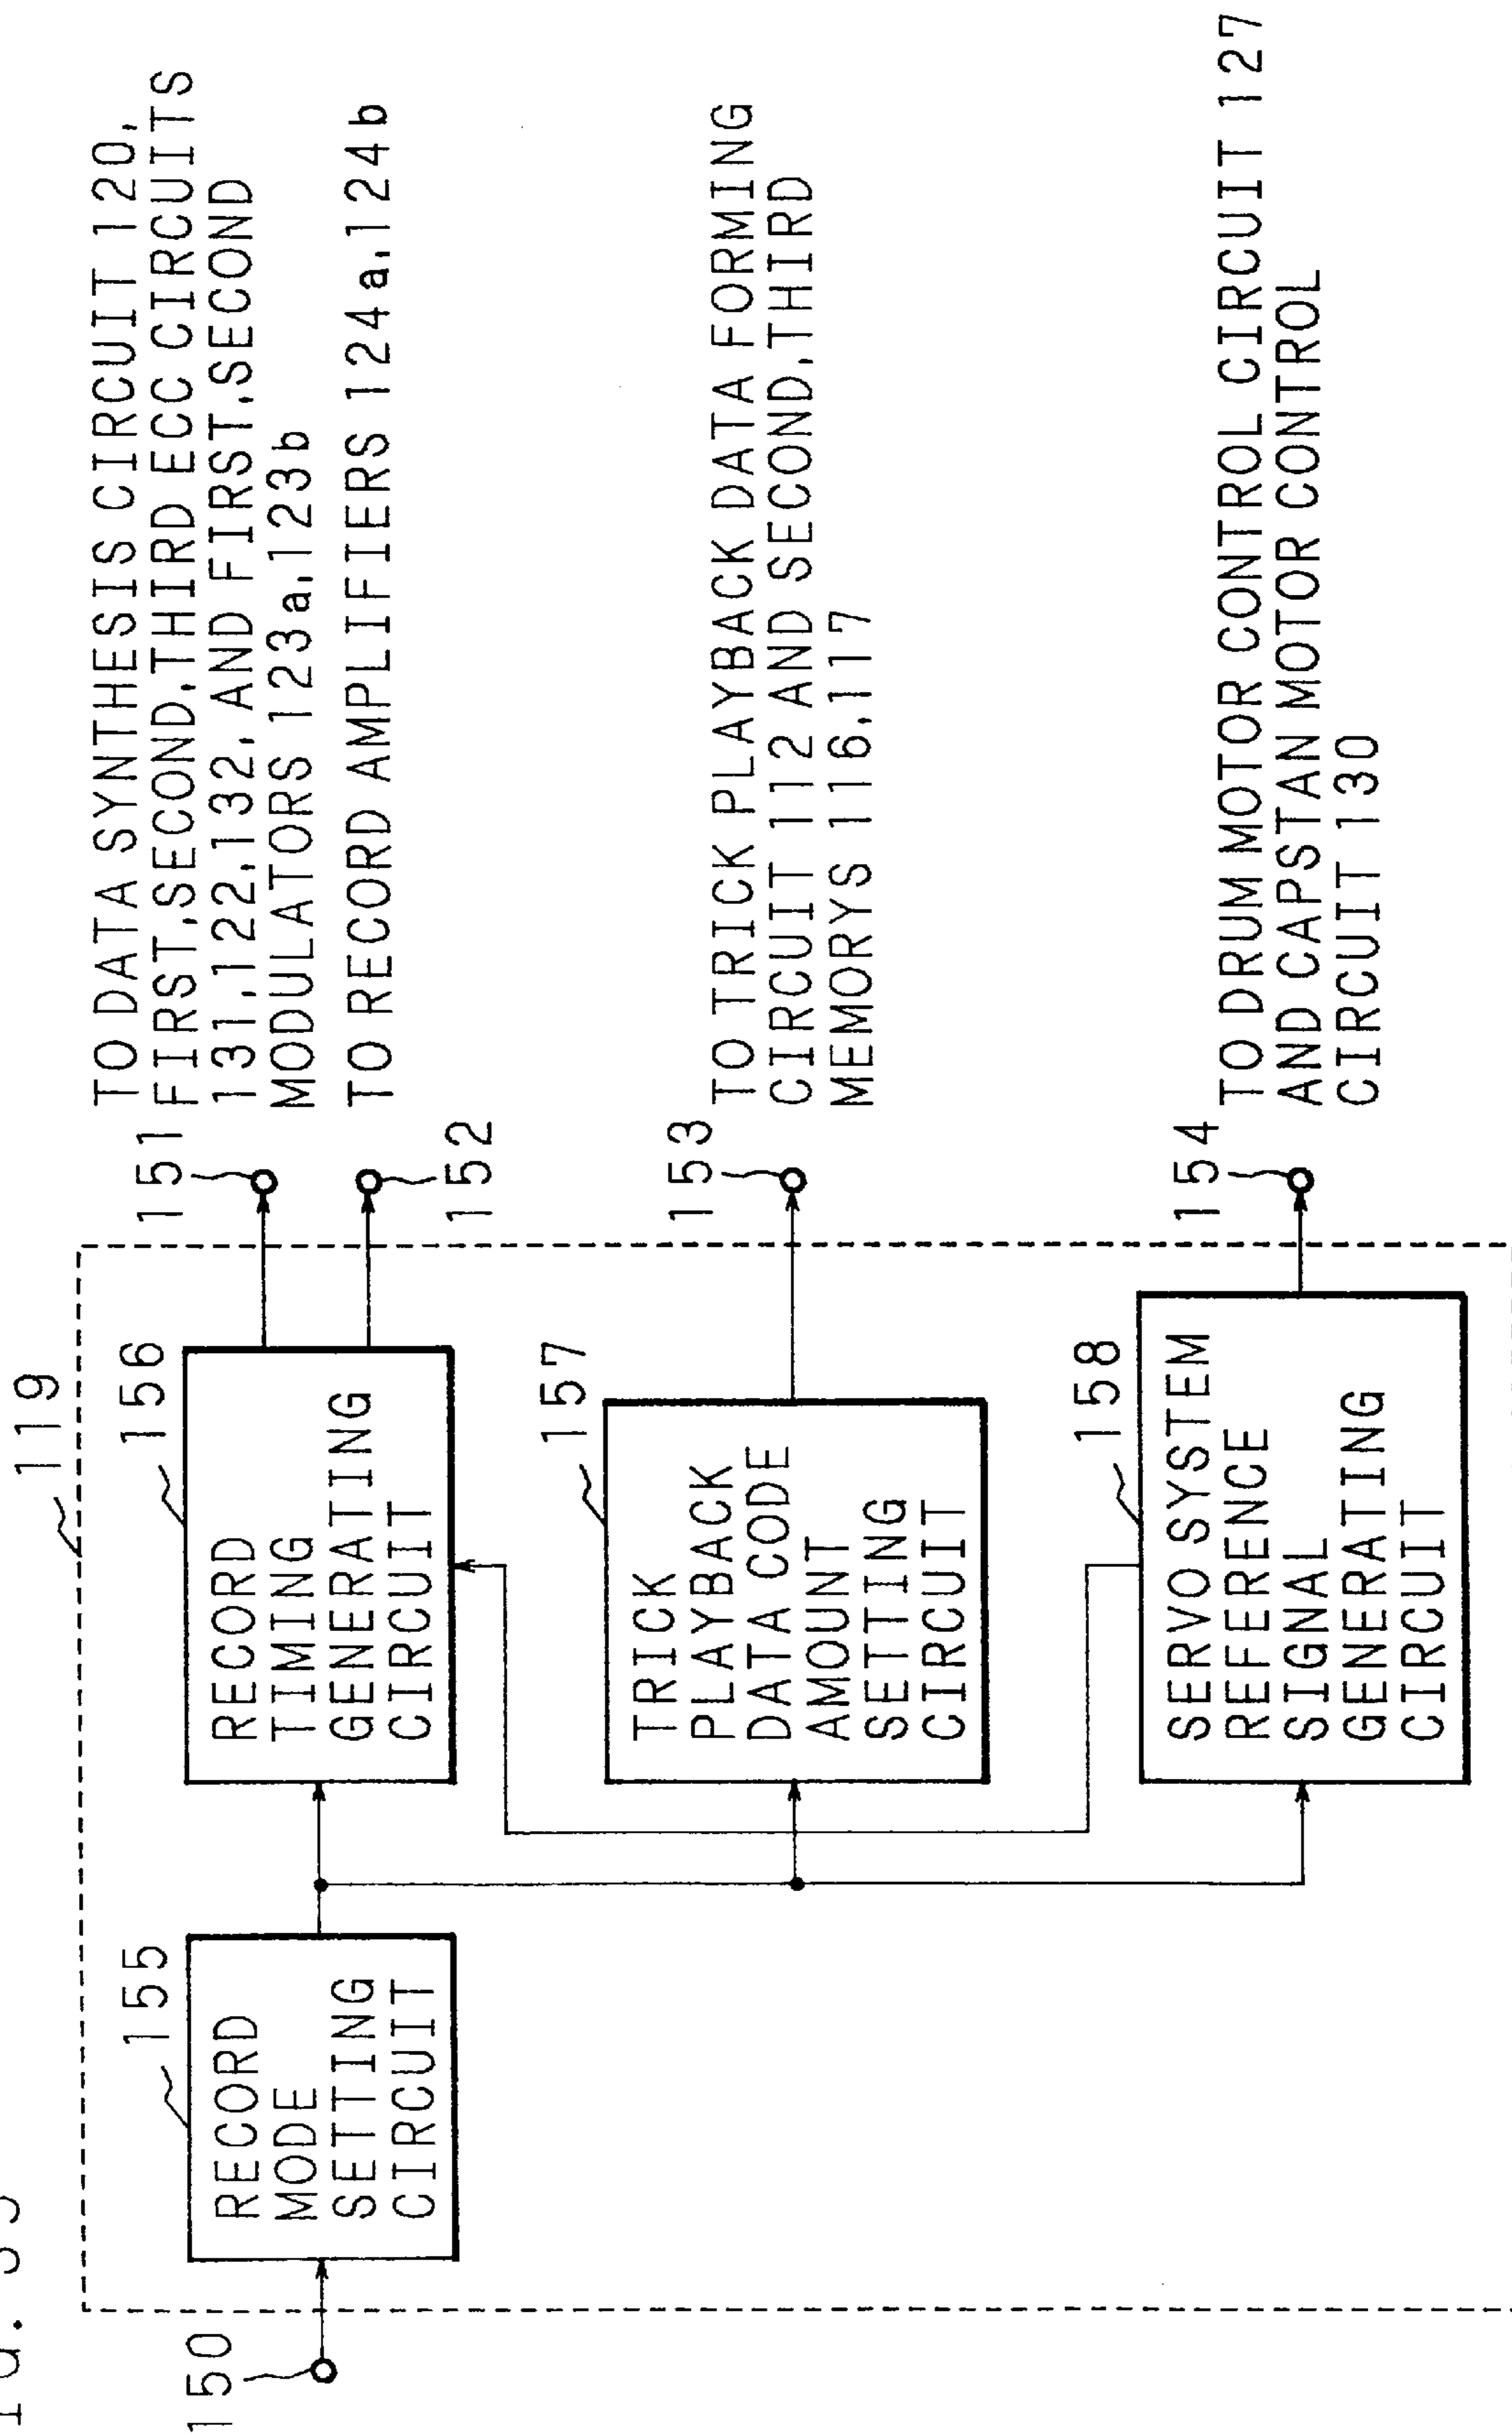 119
150
155
RECORD
MODE
SETTING
CIRCUIT
156
RECORD
TIMING
GENERATING
CIRCUIT
151
TO DATA SYNTHESIS CIRCUIT 120,
FIRST,SECOND,THIRD ECC CIRCUITS
131,122,132, AND FIRST,SECOND
MODULATORS 123a,123b
TO RECORD AMPLIFIERS 124a,124b
152
157
TRICK
PLAYBACK
DATA CODE
AMOUNT
SETTING
CIRCUIT
153
TO TRICK PLAYBACK DATA FORMING
CIRCUIT 112 AND SECOND,THIRD
MEMORYS 116,117
158
SERVO SYSTEM
REFERENCE
SIGNAL
GENERATING
CIRCUIT
154
TO DRUM MOTOR CONTROL CIRCUIT 127
AND CAPSTAN MOTOR CONTROL
CIRCUIT 130